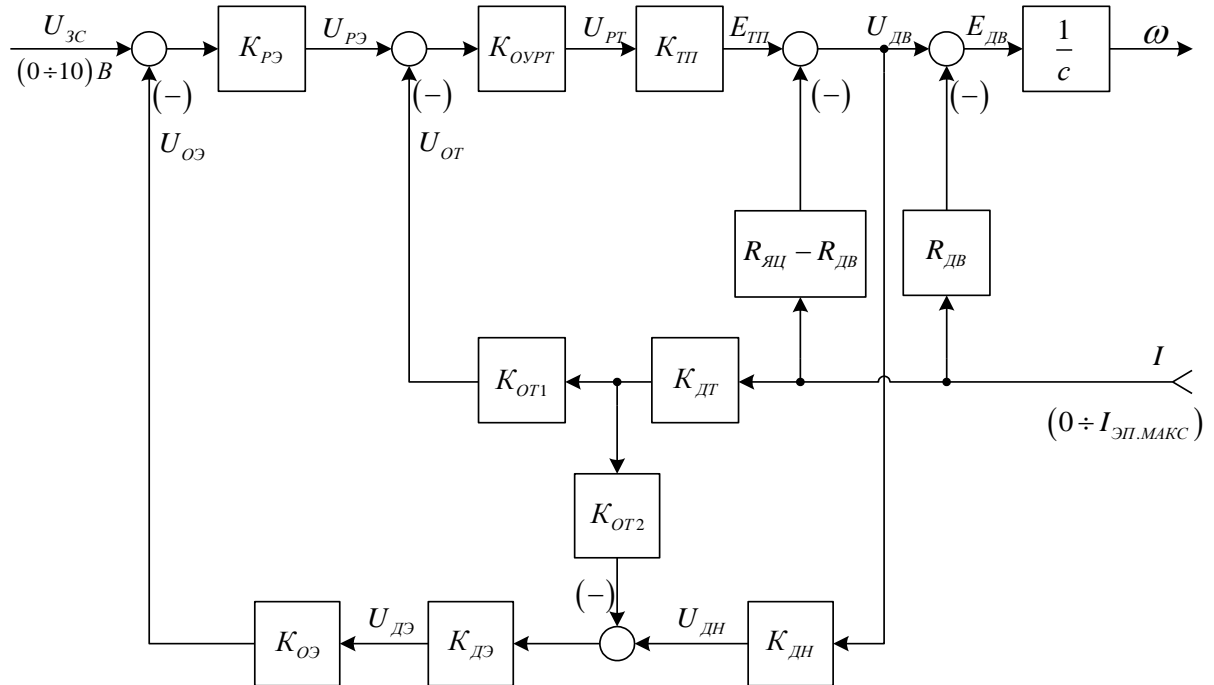 U_ЗС
(0÷10)В
K_РЭ
U_РЭ
K_ОУРТ
U_РТ
K_ТП
E_ТП
U_ДВ
E_ДВ
1
с
ω
(−)
(−)
(−)
(−)
U_ОЭ
U_ОТ
R_ЯЦ − R_ДВ
R_ДВ
K_ОТ1
K_ДТ
I
(0÷I_ЭП.МАКС)
K_ОТ2
(−)
K_ОЭ
U_ДЭ
K_ДЭ
U_ДН
K_ДН